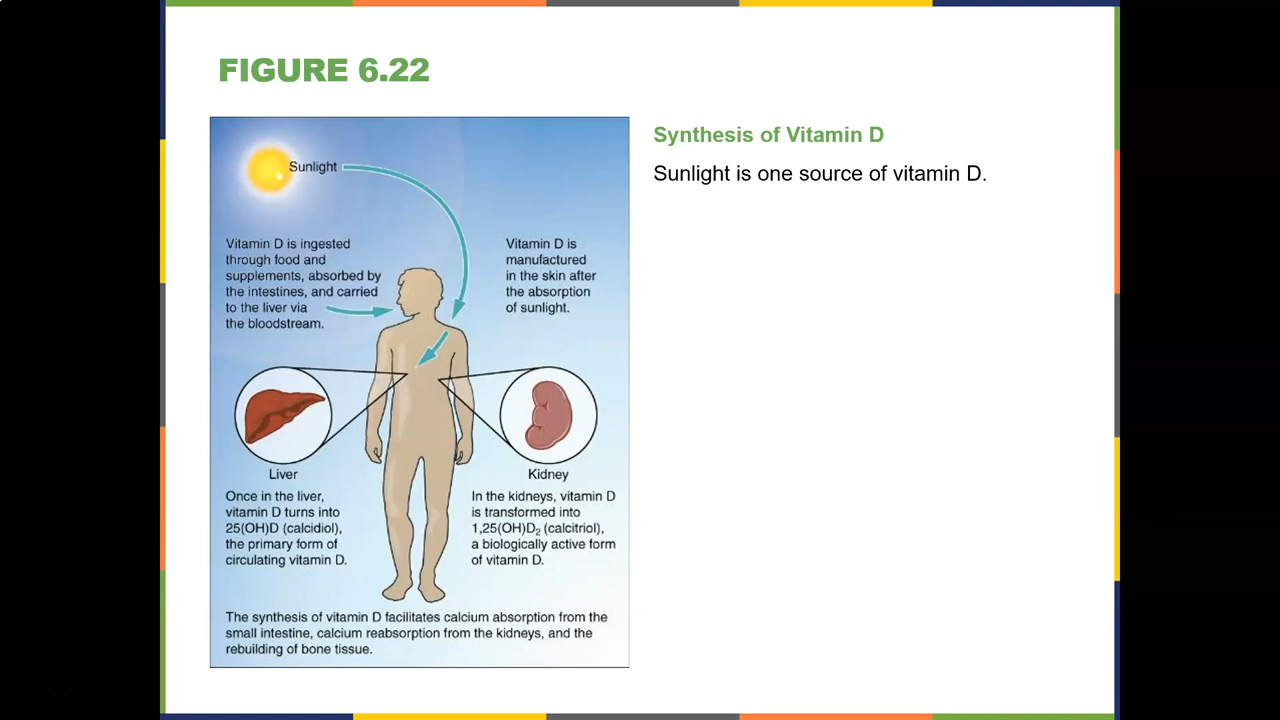 FIGURE 6.22
Sunlight
Vitamin D is ingested
through food and
supplements, absorbed by
the intestines, and carried
to the liver via
the bloodstream.
Vitamin D is
manufactured
in the skin after
the absorption
of sunlight.
Liver
Once in the liver,
vitamin D turns into
25(OH)D (calcidiol),
the primary form of
circulating vitamin D.
Kidney
In the kidneys, vitamin D
is transformed into
1,25(OH)D₂ (calcitriol),
a biologically active form
of vitamin D.
The synthesis of vitamin D facilitates calcium absorption from the
small intestine, calcium reabsorption from the kidneys, and the
rebuilding of bone tissue.
Synthesis of Vitamin D
Sunlight is one source of vitamin D.